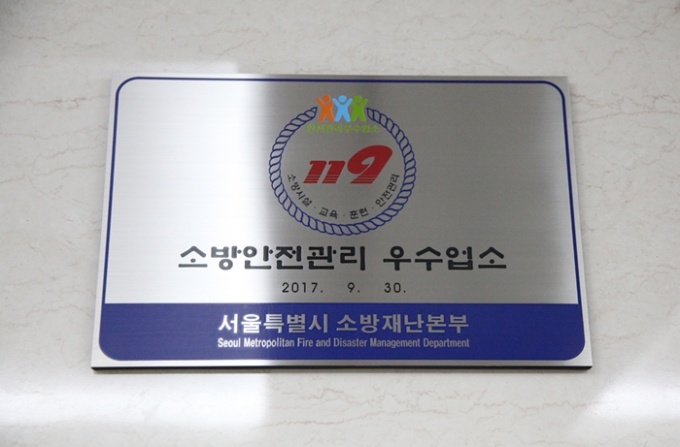 119
소방시설 · 교육 · 훈련 · 안전관리
소방안전관리 우수업소
2017. 9. 30.
서울특별시 소방재난본부
Seoul Metropolitan Fire and Disaster Management Department